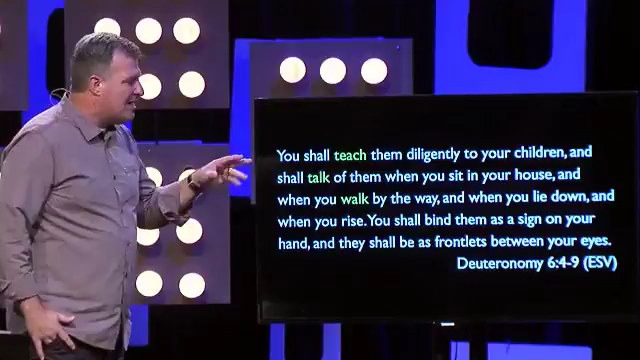 You shall teach them diligently to your children, and
shall talk of them when you sit in your house, and
when you walk by the way, and when you lie down, and
when you rise. You shall bind them as a sign on your
hand, and they shall be as frontlets between your eyes.
Deuteronomy 6:4-9 (ESV)